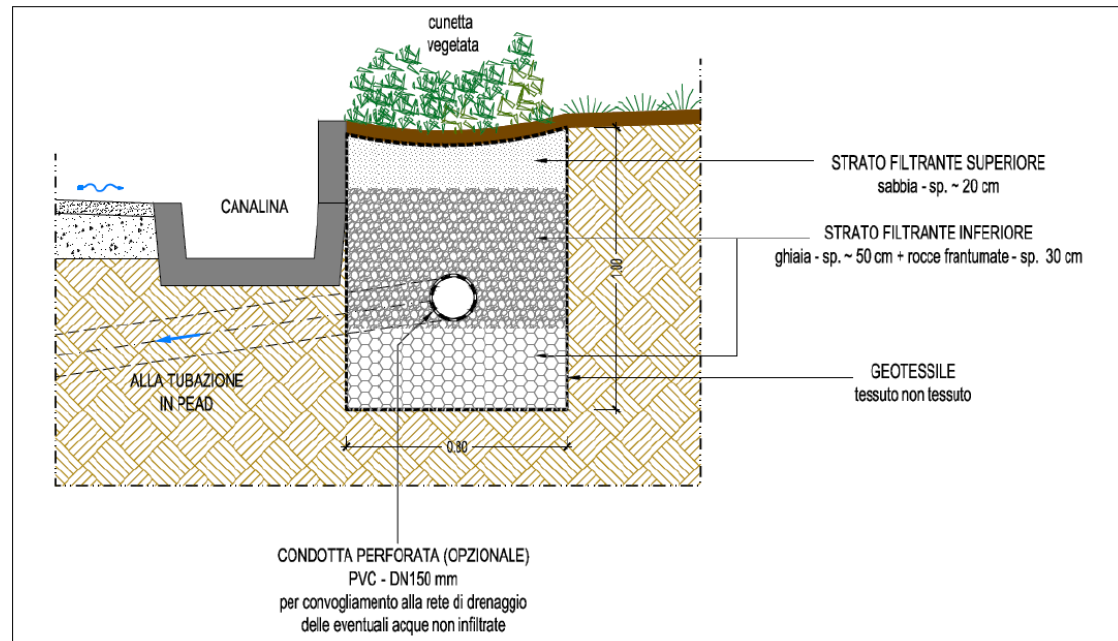 cunetta
vegetata
CANALINA
STRATO FILTRANTE SUPERIORE
sabbia - sp. ~ 20 cm
STRATO FILTRANTE INFERIORE
ghiaia - sp. ~ 50 cm + rocce frantumate - sp. 30 cm
1.00
GEOTESSILE
tessuto non tessuto
ALLA TUBAZIONE
IN PEAD
0.80
CONDOTTA PERFORATA (OPZIONALE)
PVC - DN150 mm
per convogliamento alla rete di drenaggio
delle eventuali acque non infiltrate